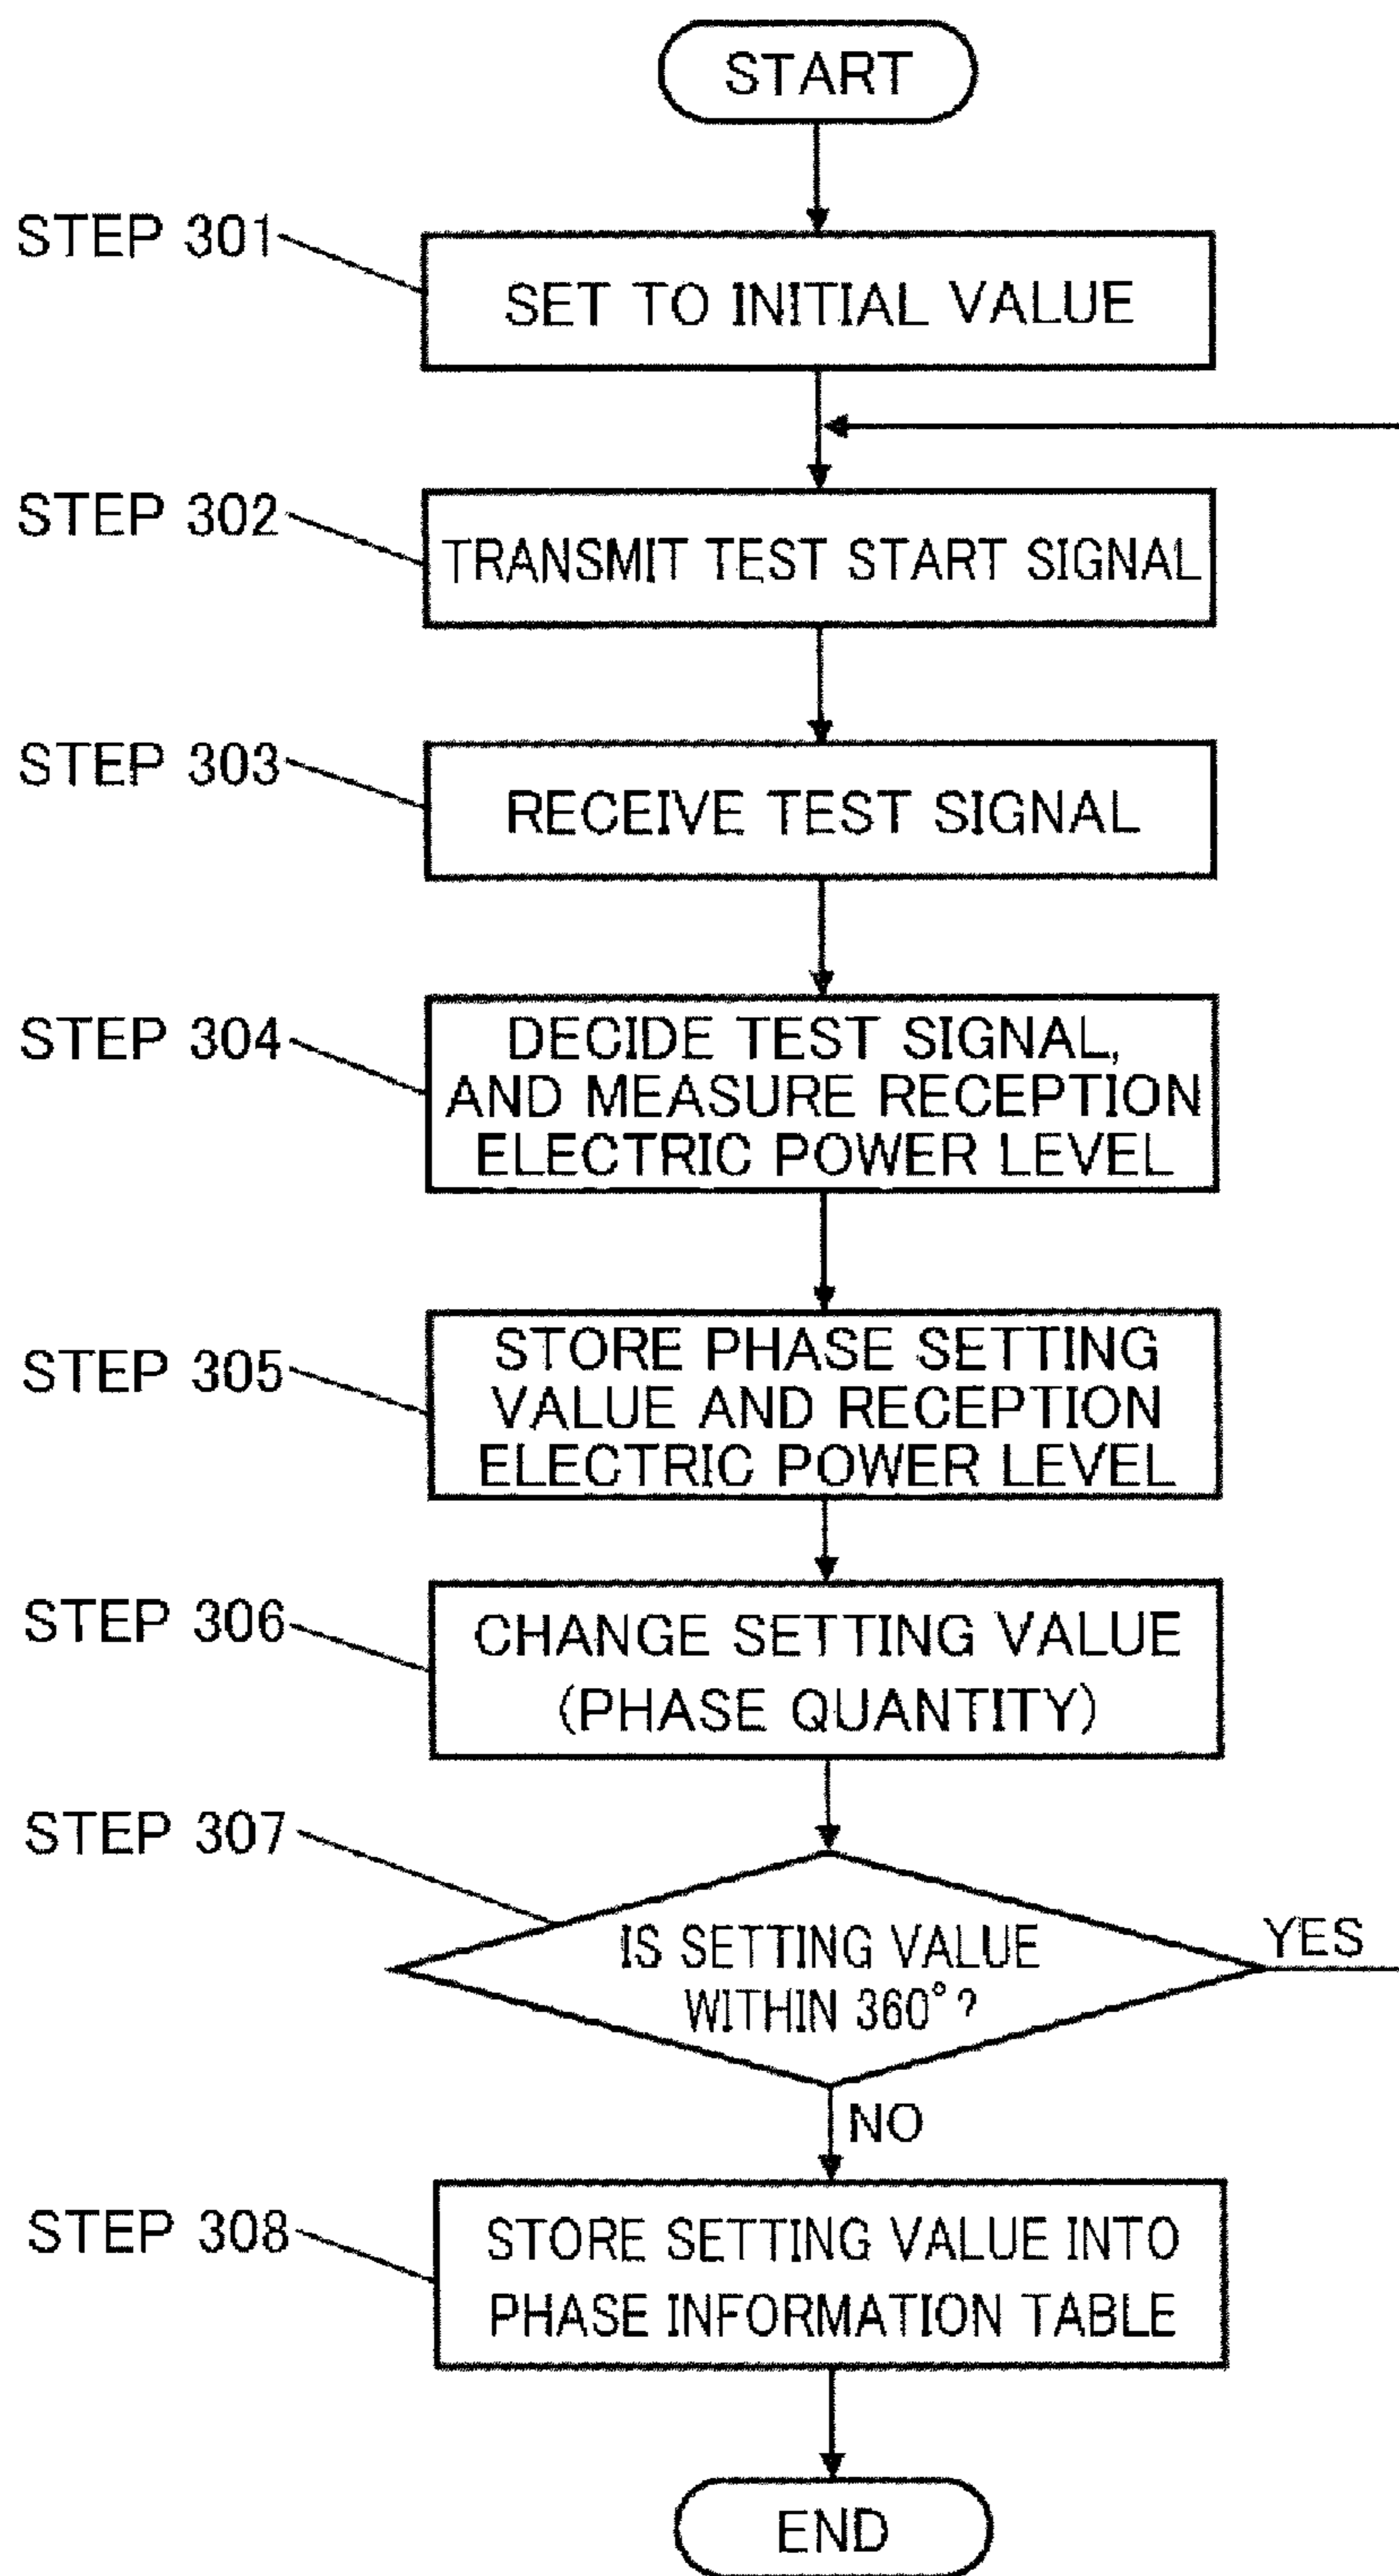 START
STEP 301
SET TO INITIAL VALUE
STEP 302
TRANSMIT TEST START SIGNAL
STEP 303
RECEIVE TEST SIGNAL
STEP 304
DECIDE TEST SIGNAL,
AND MEASURE RECEPTION
ELECTRIC POWER LEVEL
STEP 305
STORE PHASE SETTING
VALUE AND RECEPTION
ELECTRIC POWER LEVEL
STEP 306
CHANGE SETTING VALUE
(PHASE QUANTITY)
STEP 307
IS SETTING VALUE
WITHIN 360°?
YES
NO
STEP 308
STORE SETTING VALUE INTO
PHASE INFORMATION TABLE
END